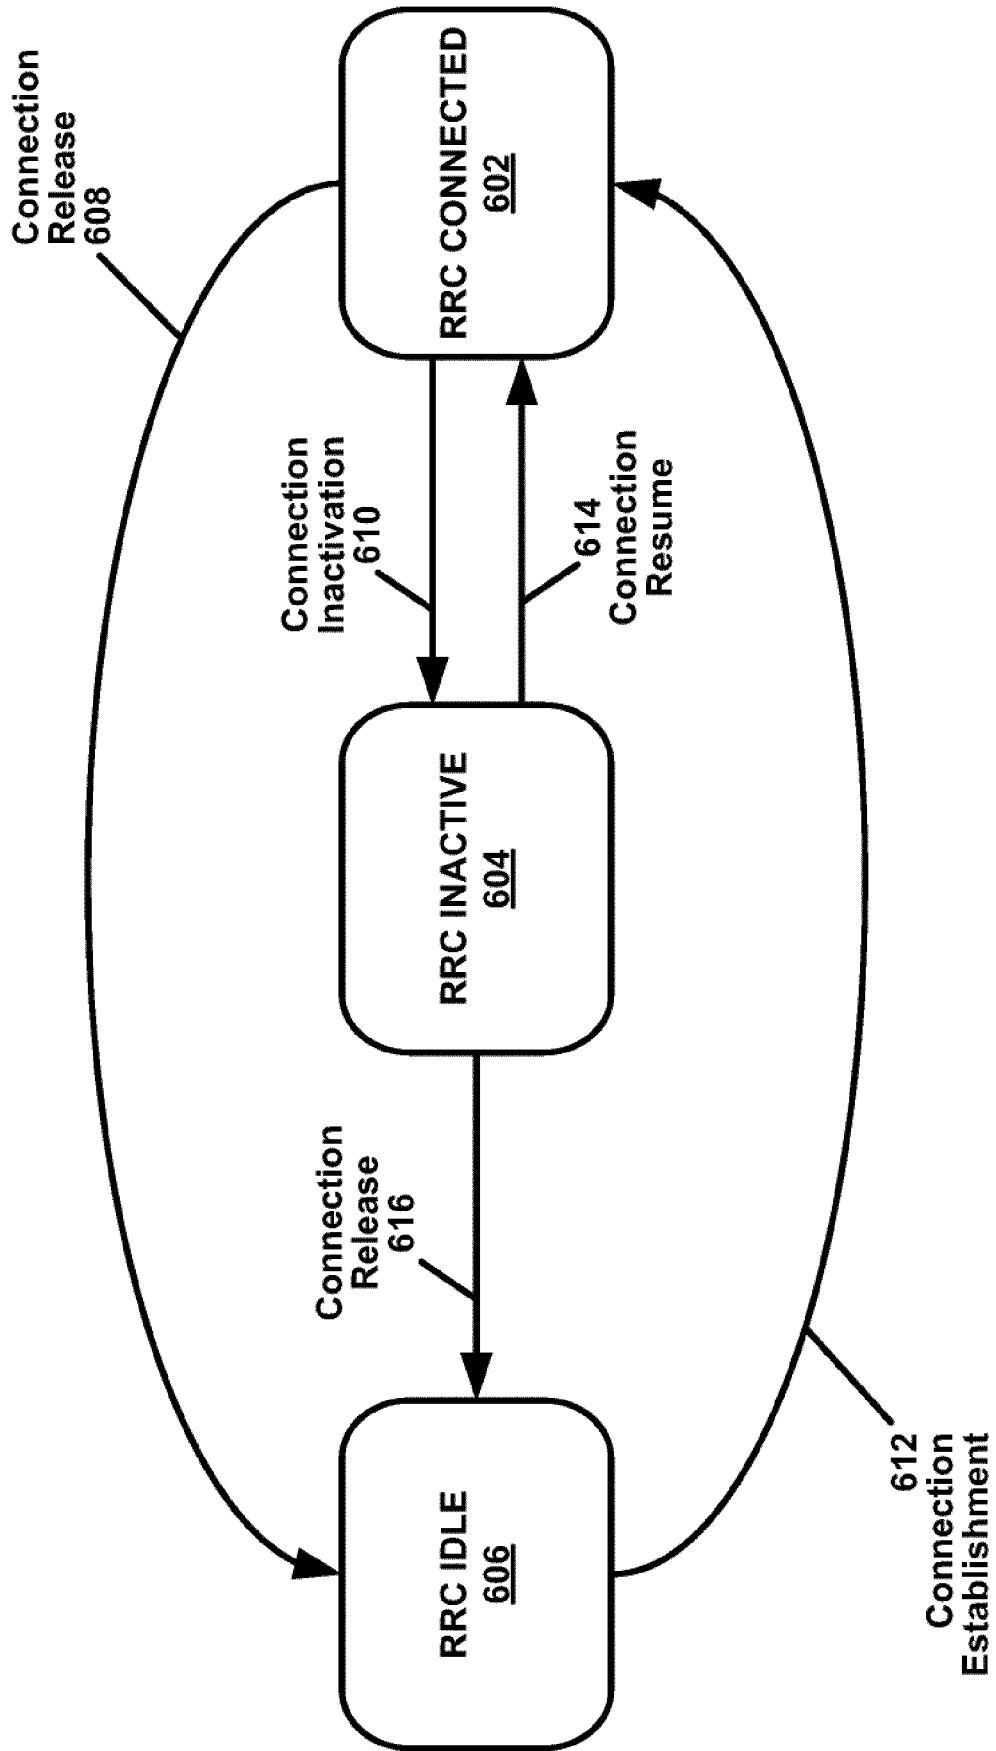 Connection
Release
608
RRC IDLE
606
Connection
Release
616
RRC INACTIVE
604
Connection
Inactivation
610
614
Connection
Resume
RRC CONNECTED
602
612
Connection
Establishment